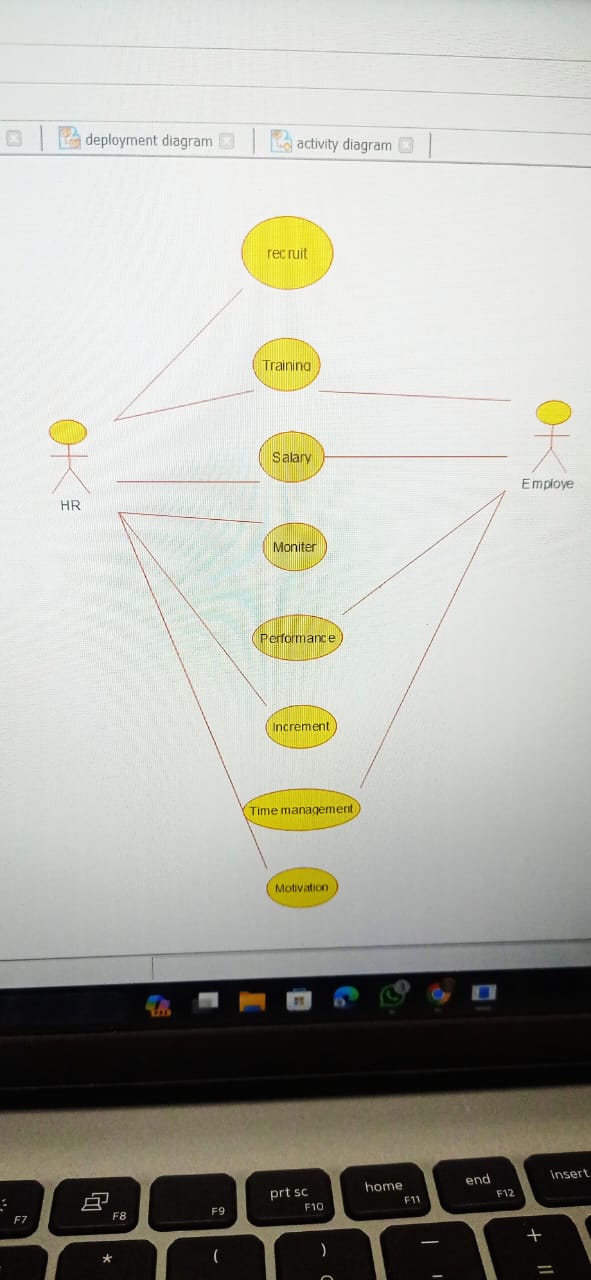 deployment diagram
activity diagram
recruit
Training
Salary
HR
Employe
Moniter
Performance
Increment
Time management
Motivation
F7
F8
F9
prt sc
F10
home
F11
end
F12
insert
*
(
)
—
+
=